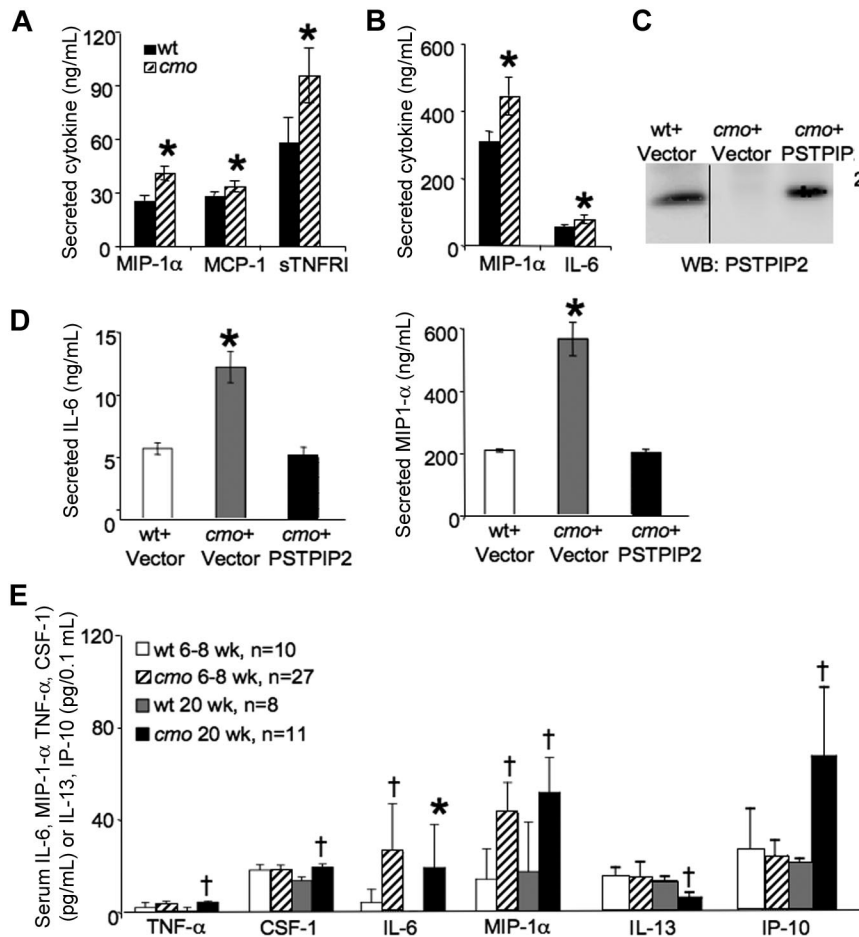 A
Secreted cytokine (ng/mL)
120
90
60
30
0
wt
cmo
*
*
*
MIP-1α MCP-1 sTNFRI
B
Secreted cytokine (ng/mL)
600
400
200
0
*
*
MIP-1α IL-6
C
wt+ cmo+ cmo+
Vector Vector PSTPIP2
WB: PSTPIP2
D
Secreted IL-6 (ng/mL)
15
10
5
0
*
wt+ cmo+ cmo+
Vector Vector PSTPIP2
Secreted MIP1-α
(ng/mL)
600
400
200
0
*
wt+ cmo+ cmo+
Vector Vector PSTPIP2
E
Serum IL-6, MIP-1-α TNF-α, CSF-1)
(pg/mL) or IL-13, IP-10 (pg/0.1 mL)
120
80
40
0
wt 6-8 wk, n=10
cmo 6-8 wk, n=27
wt 20 wk, n=8
cmo 20 wk, n=11
† † † * † † † †
TNF-α CSF-1 IL-6 MIP-1α IL-13 IP-10